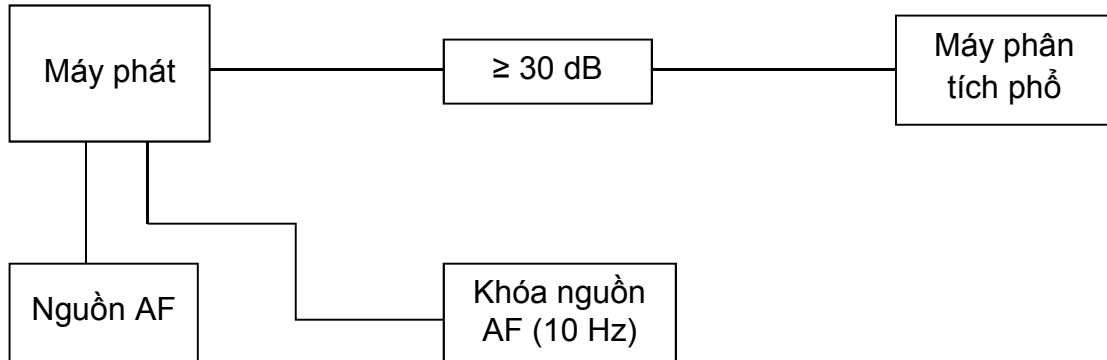 Máy phát
≥ 30 dB
Máy phân
tích phổ
Nguồn AF
Khóa nguồn
AF (10 Hz)